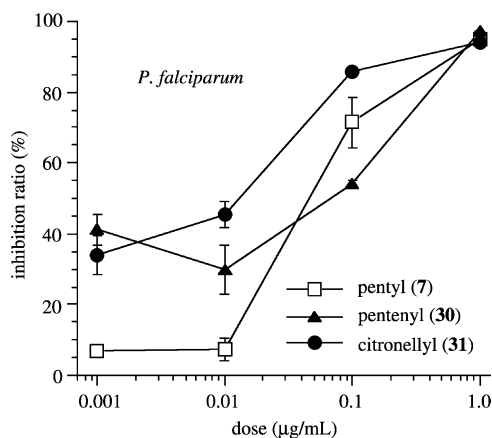 100
80
60
40
20
0
inhibition ratio (%)
P. falciparum
pentyl (7)
pentenyl (30)
citronellyl (31)
0.001
0.01
0.1
1.0
dose (μg/mL)